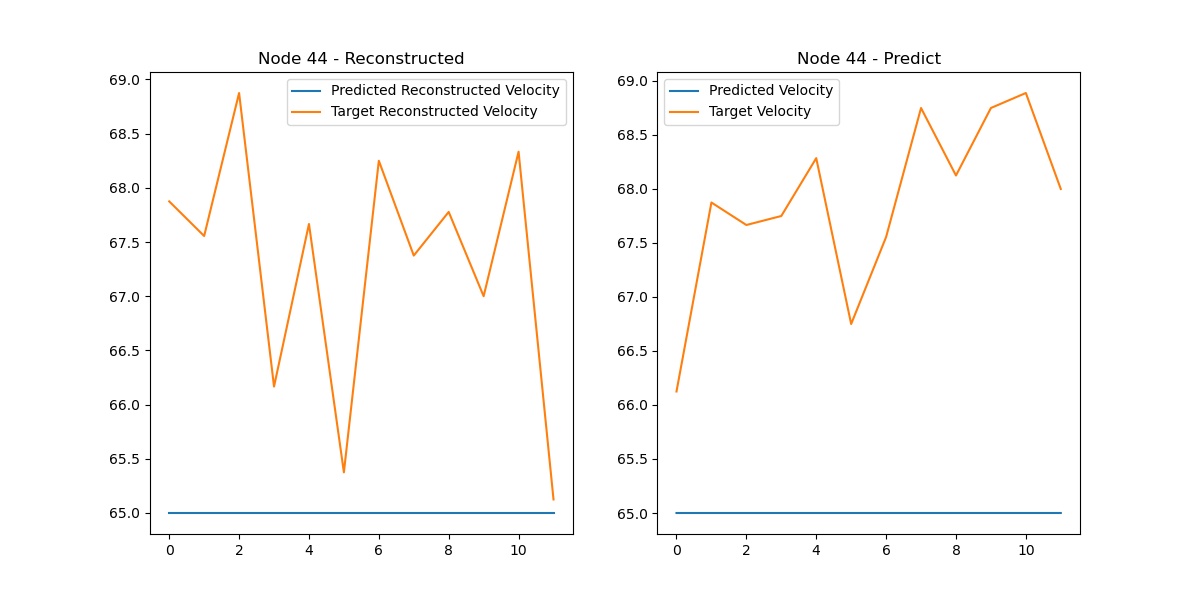 Node 44 - Reconstructed
Predicted Reconstructed Velocity
Target Reconstructed Velocity
69.0
68.5
68.0
67.5
67.0
66.5
66.0
65.5
65.0
0 2 4 6 8 10
Node 44 - Predict
Predicted Velocity
Target Velocity
69.0
68.5
68.0
67.5
67.0
66.5
66.0
65.5
65.0
0 2 4 6 8 10